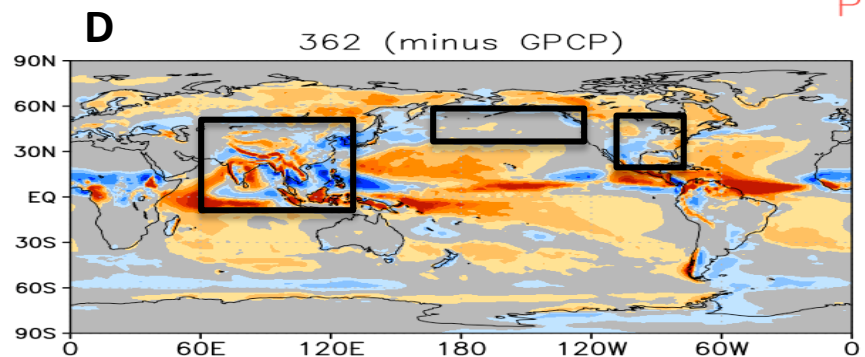 P
D
362 (minus GPCP)
90N
60N
30N
EQ
30S
60S
90S
0 60E 120E 180 120W 60W 0